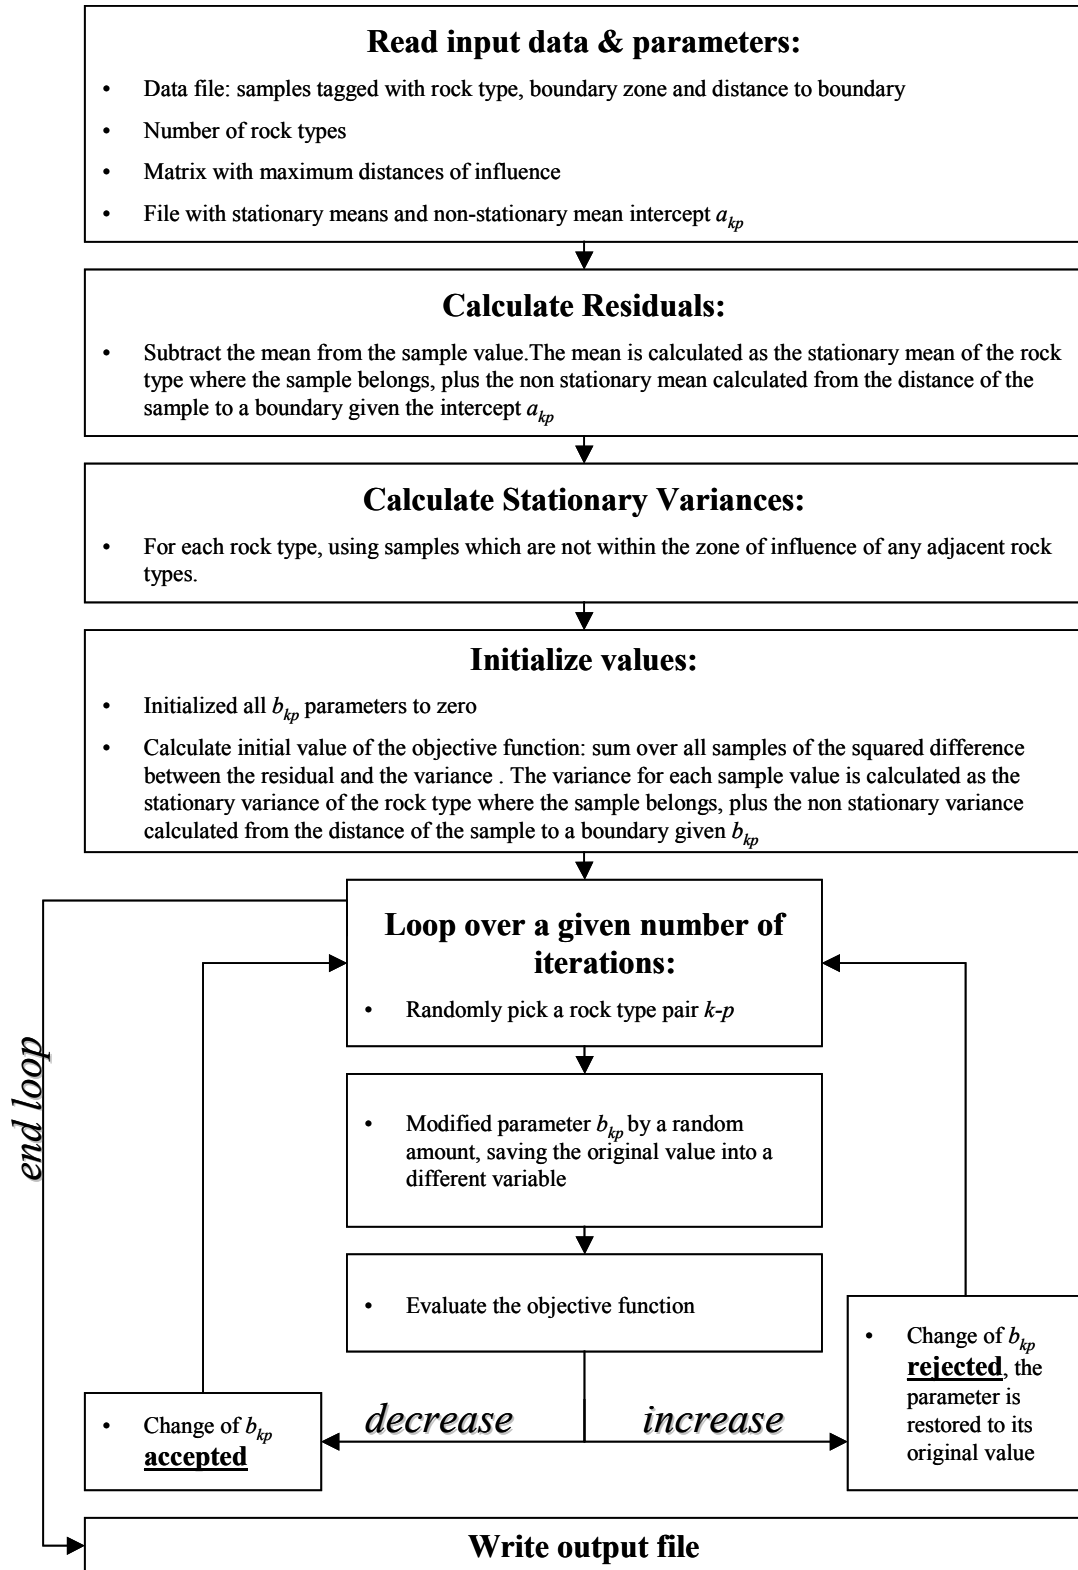 Read input data & parameters:
• Data file: samples tagged with rock type, boundary zone and distance to boundary
• Number of rock types
• Matrix with maximum distances of influence
• File with stationary means and non-stationary mean intercept a_kp
Calculate Residuals:
• Subtract the mean from the sample value.The mean is calculated as the stationary mean of the rock
type where the sample belongs, plus the non stationary mean calculated from the distance of the
sample to a boundary given the intercept a_kp
Calculate Stationary Variances:
• For each rock type, using samples which are not within the zone of influence of any adjacent rock
types.
Initialize values:
• Initialized all b_kp parameters to zero
• Calculate initial value of the objective function: sum over all samples of the squared difference
between the residual and the variance . The variance for each sample value is calculated as the
stationary variance of the rock type where the sample belongs, plus the non stationary variance
calculated from the distance of the sample to a boundary given b_kp
Loop over a given number of
iterations:
• Randomly pick a rock type pair k-p
end loop
• Modified parameter b_kp by a random
amount, saving the original value into a
different variable
• Evaluate the objective function
decrease
increase
• Change of b_kp
accepted
• Change of b_kp
rejected, the
parameter is
restored to its
original value
Write output file